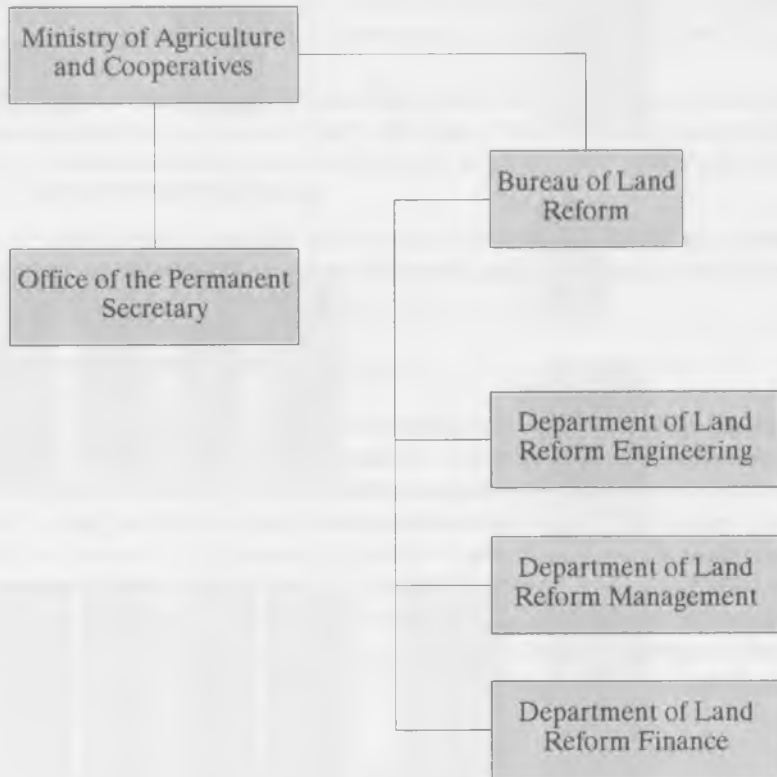 Ministry of Agriculture
and Cooperatives
Bureau of Land
Reform
Office of the Permanent
Secretary
Department of Land
Reform Engineering
Department of Land
Reform Management
Department of Land
Reform Finance